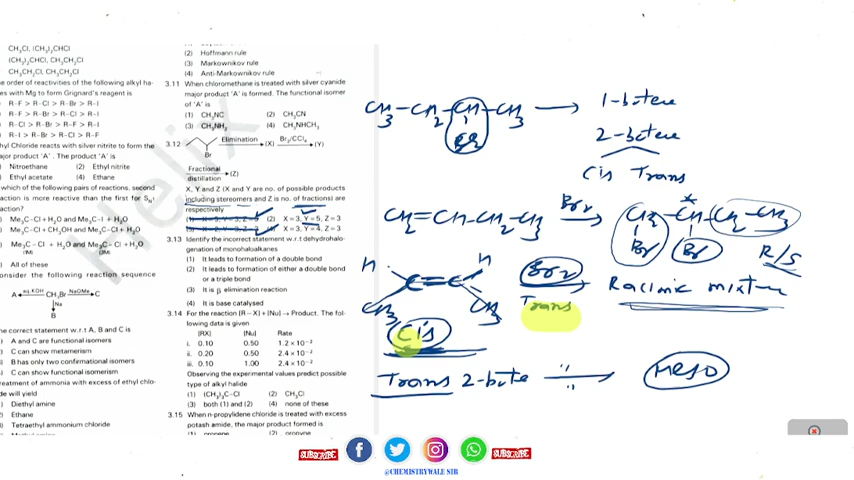 CH₃Cl, (CH₃)₂CHCl
(CH₃)₂CHCl, CH₃CH₂Cl
CH₃CH₂Cl, CH₃CH₂Cl
e order of reactivities of the following alkyl ha-
es with Mg to form Grignard's reagent is
R-F > R-Cl > R-Br > R-I
R-F > R-Br > R-Cl > R-I
R-Cl > R-Br > R-F > R-I
R-I > R-Br > R-Cl > R-F
hyl Chloride reacts with silver nitrite to form the
ajor product 'A'. The product 'A' is
Nitroethane (2) Ethyl nitrite
Ethyl acetate (4) Ethane
which of the following pairs of reactions, second
action is more reactive than the first for S
action?
Me₃C-Cl+H₂O and Me₃C-I + H₂O
Me₃C-Cl+CH₃OH and Me₃C-Cl+H₂O
Me₃C-Cl + H₂O and Me₃C-Cl+H₂O
(1M) (2M)
All of these
onsider the following reaction sequence
A aq.KOH CH₃Br NaOMe C
Na
B
he correct statement w.r.t A, B and C is
A and C are functional isomers
C can show metamerism
B has only two confirmational isomers
C can show functional isomerism
eatment of ammonia with excess of ethyl chlo-
de will yield
Diethyl amine
Ethane
Tetraethyl ammonium chloride
(2) Hoffmann rule
(3) Markownikov rule
(4) Anti-Markownikov rule
3.11 When chloromethane is treated with silver cyanide
major product 'A' is formed. The functional isomer
of 'A' is
(1) CH₃NC (2) CH₃CN
(3) CH₃NH₂ (4) CH₃NHCH₃
3.12 Br Elimination (X) Br₂/CCl₄ (Y)
Fractional
distillation (Z)
X, Y and Z (X and Y are no. of possible products
including stereomers and Z is no. of fractions) are
respectively
(2) X=3, Y=5, Z=3
(4) X=3, Y=4, Z=3
3.13 Identify the incorrect statement w.r.t dehydrohalo-
genation of monohalkalkanes
(1) It leads to formation of a double bond
(2) It leads to formation of either a double bond
or a triple bond
(3) It is β elimination reaction
(4) It is base catalysed
3.14 For the reaction [R-X] + [Nu] → Product. The fol-
lowing data is given
[RX] [Nu] Rate
i. 0.10 0.50 1.2×10⁻²
ii. 0.20 0.50 2.4×10⁻²
iii. 0.10 1.00 2.4×10⁻²
Observing the experimental values predict possible
type of alkyl halide
(1) (CH₃)₃C-Cl (2) CH₃Cl
(3) both (1) and (2) (4) none of these
3.15 When n-propylidene chloride is treated with excess
potash amide, the major product formed is
Helix
CH₃-CH₂-CH-CH₃ → 1-butene
Br 2-butene
Cis Trans
CH₂=CH-CH₂-CH₃ Br₂ CH₂-CH-CH₂-CH₃
Br Br R/S
H H
C=C Br₂ Racimic mixture
CH₃ CH₃ Trans
Cis
Trans 2-bute → Meso
SUBSCRIBE SUBSCRIBE
@CHEMISTRYWALE SIR